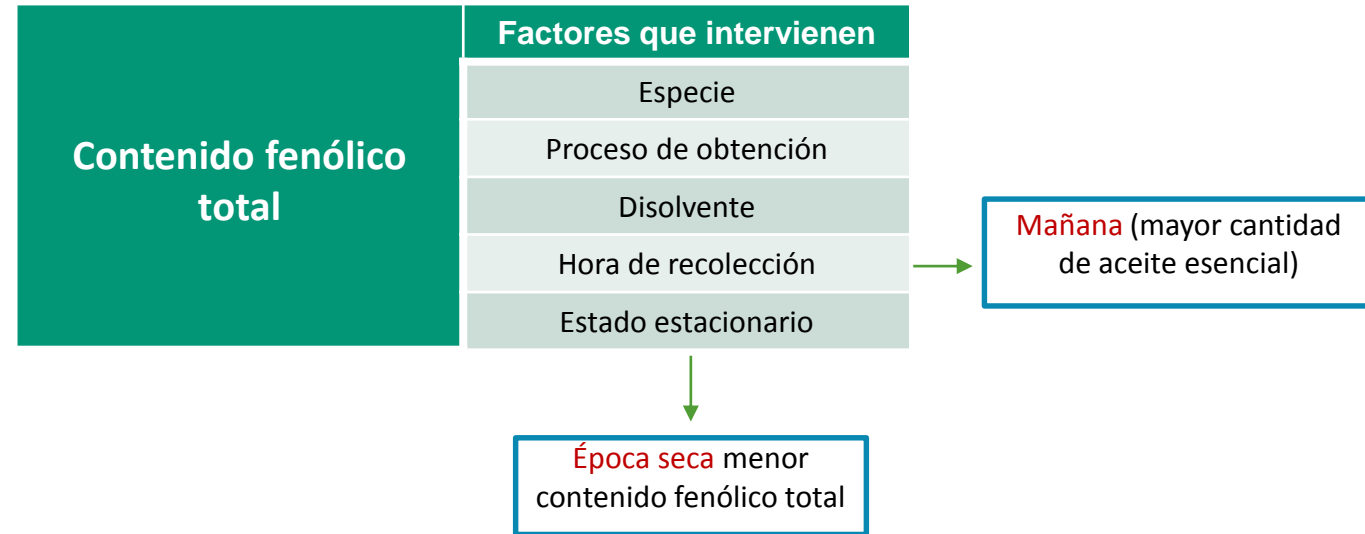 Contenido fenólico
total
Factores que intervienen
Especie
Proceso de obtención
Disolvente
Hora de recolección
Estado estacionario
Mañana (mayor cantidad
de aceite esencial)
Época seca menor
contenido fenólico total